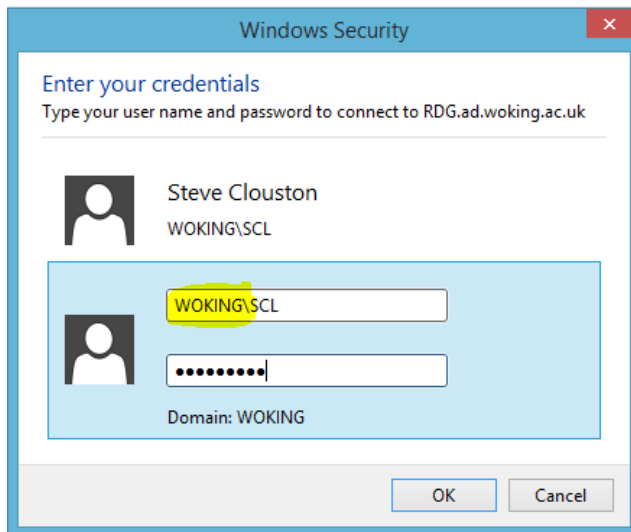 Windows Security
Enter your credentials
Type your user name and password to connect to RDG.ad.woking.ac.uk
Steve Clouston
WOKING\SCL
WOKING\SCL
●●●●●●●●●
Domain: WOKING
OK
Cancel